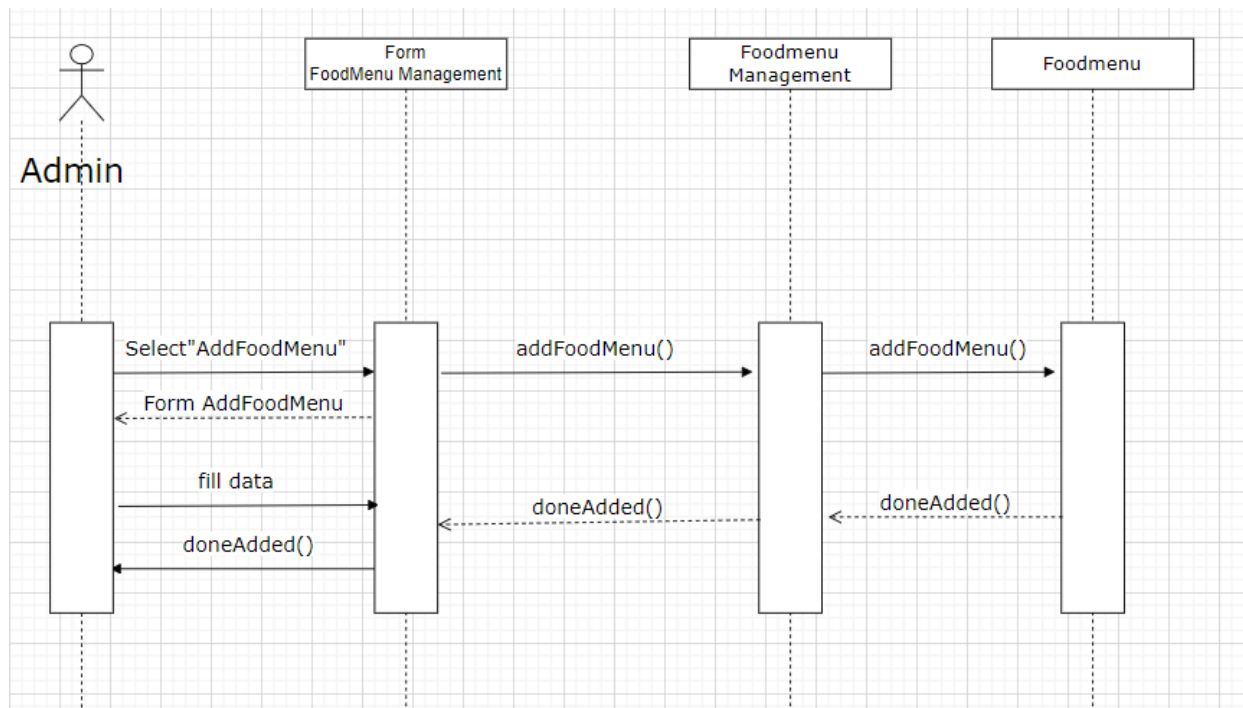 Form
FoodMenu Management
Foodmenu
Management
Foodmenu
Admin
Select"AddFoodMenu"
addFoodMenu()
addFoodMenu()
Form AddFoodMenu
fill data
doneAdded()
doneAdded()
doneAdded()